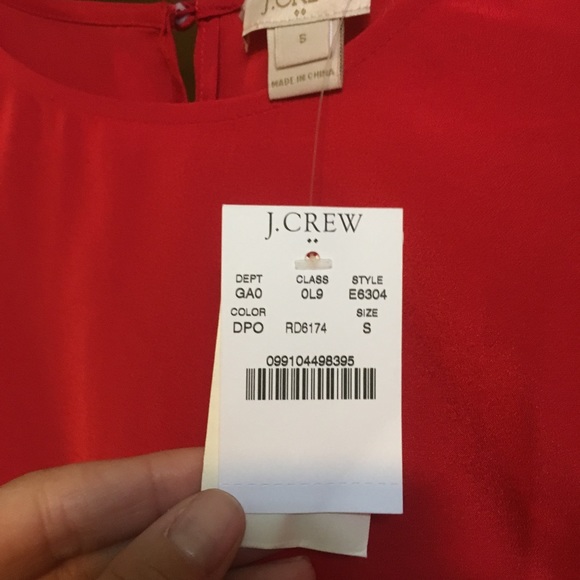 J.CREW
S
MADE IN CHINA
J.CREW
DEPT CLASS STYLE
GA0 0L9 E6304
COLOR SIZE
DPO RD6174 S
099104498395